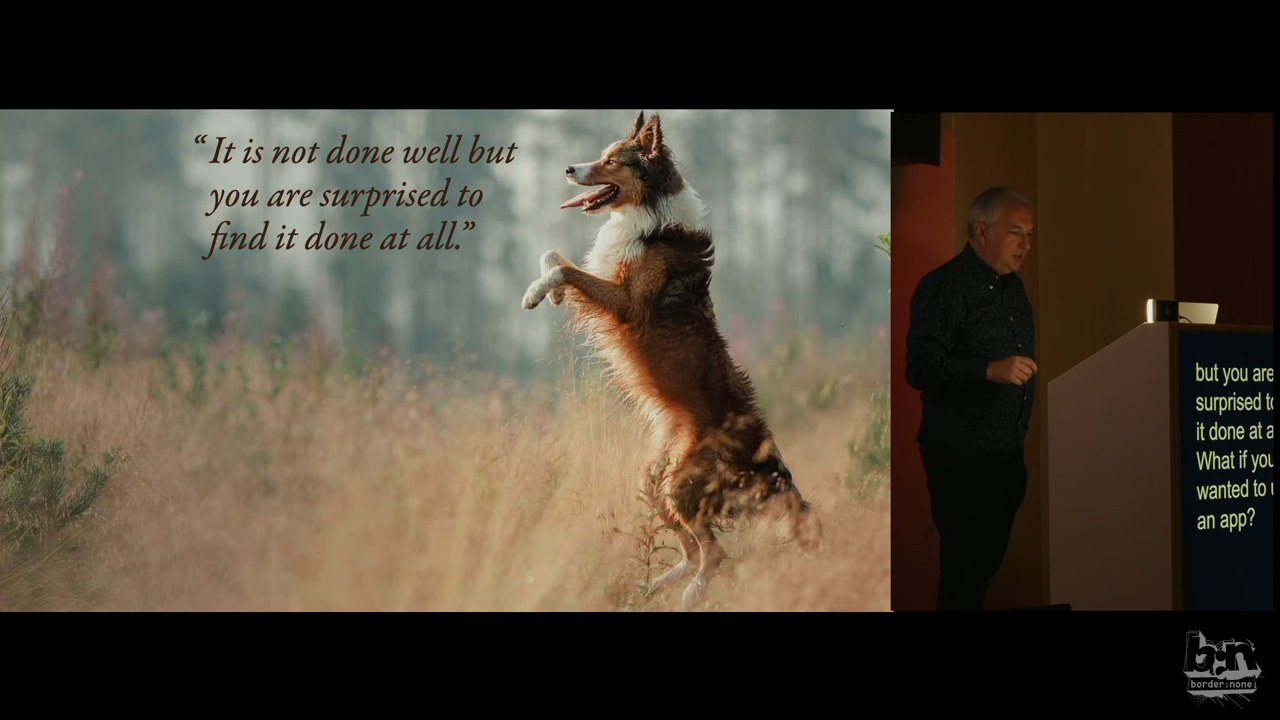 “It is not done well but
you are surprised to
find it done at all.”
but you are
surprised to
it done at a
What if you
wanted to
an app?
b:n
border:none